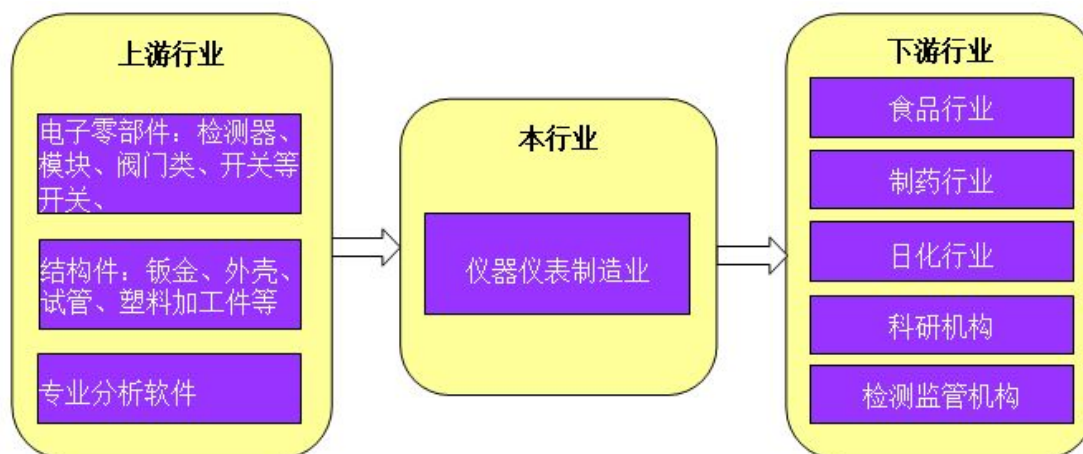 上游行业
电子零部件：检测器、
模块、阀门类、开关等
开关、
结构件：钣金、外壳、
试管、塑料加工件等
专业分析软件
本行业
仪器仪表制造业
下游行业
食品行业
制药行业
日化行业
科研机构
检测监管机构